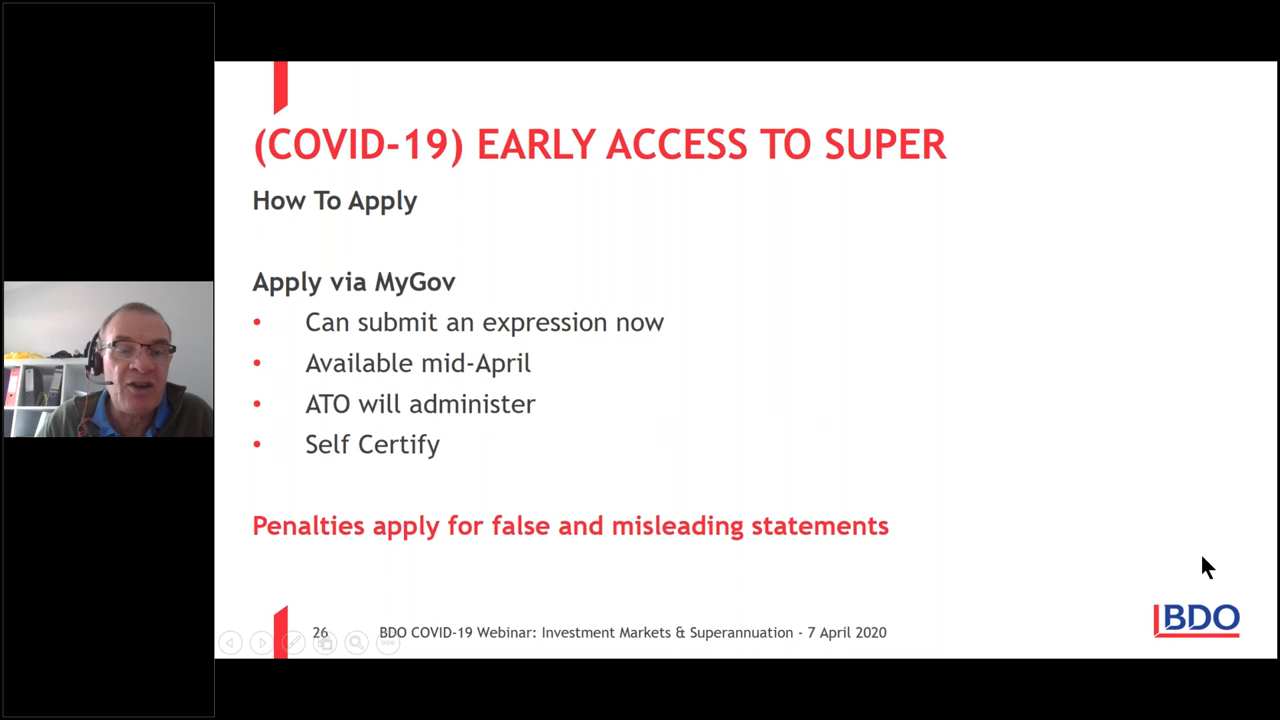 (COVID-19) EARLY ACCESS TO SUPER
How To Apply
Apply via MyGov
• Can submit an expression now
• Available mid-April
• ATO will administer
• Self Certify
Penalties apply for false and misleading statements
26 BDO COVID-19 Webinar: Investment Markets & Superannuation - 7 April 2020
BDO